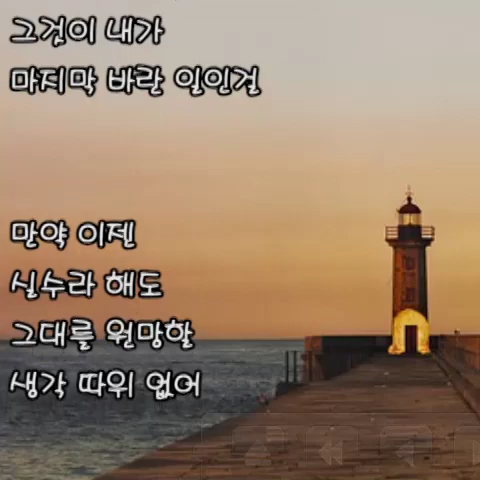 그것이 내가
마지막 바란 일인걸
만약 이젠
실수라 해도
그대를 원망할
생각 따위 없어